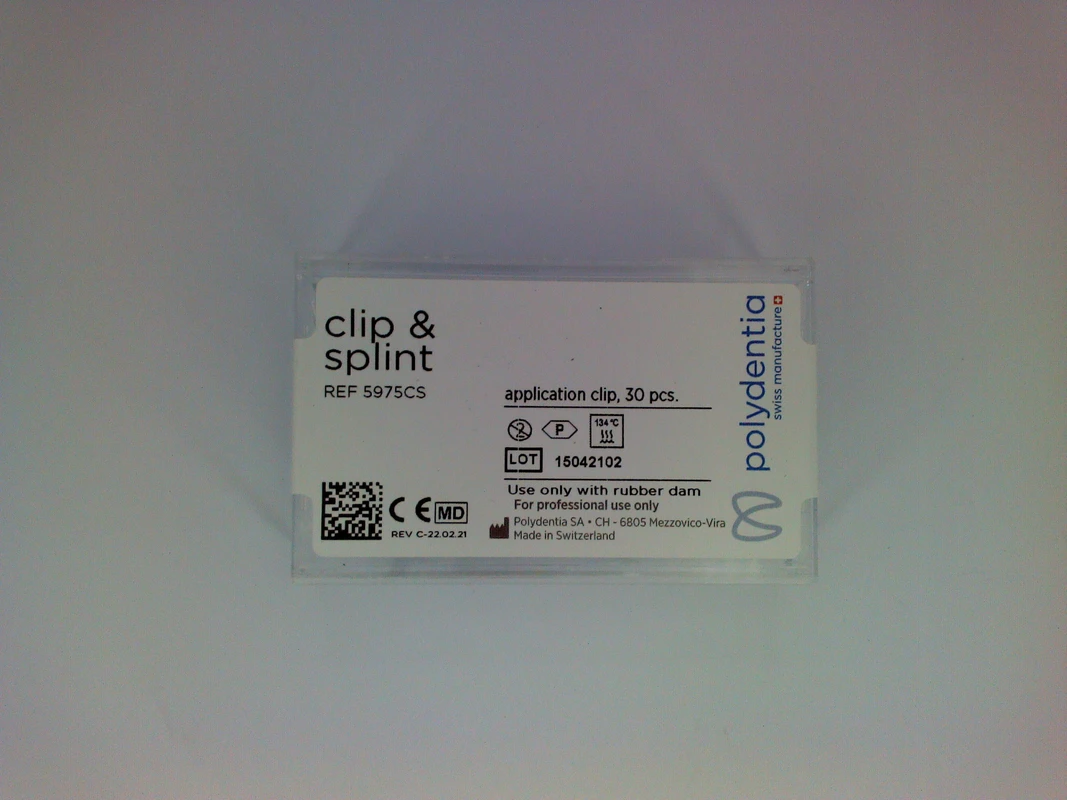 clip &
splint
REF 5975CS
application clip, 30 pcs.
2
P
134 °C
LOT 15042102
Use only with rubber dam
For professional use only
Polydentia SA • CH - 6805 Mezzovico-Vira
Made in Switzerland
CE MD
REV C-22.02.21
polydentia
swiss manufacture